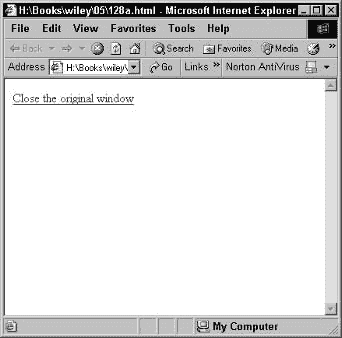 H:\Books\wiley\05\128a.html - Microsoft Internet Explorer
File Edit View Favorites Tools Help
Back Search Favorites Media »
Address H:\Books\wiley\ Go Links » Norton AntiVirus
Close the original window
My Computer